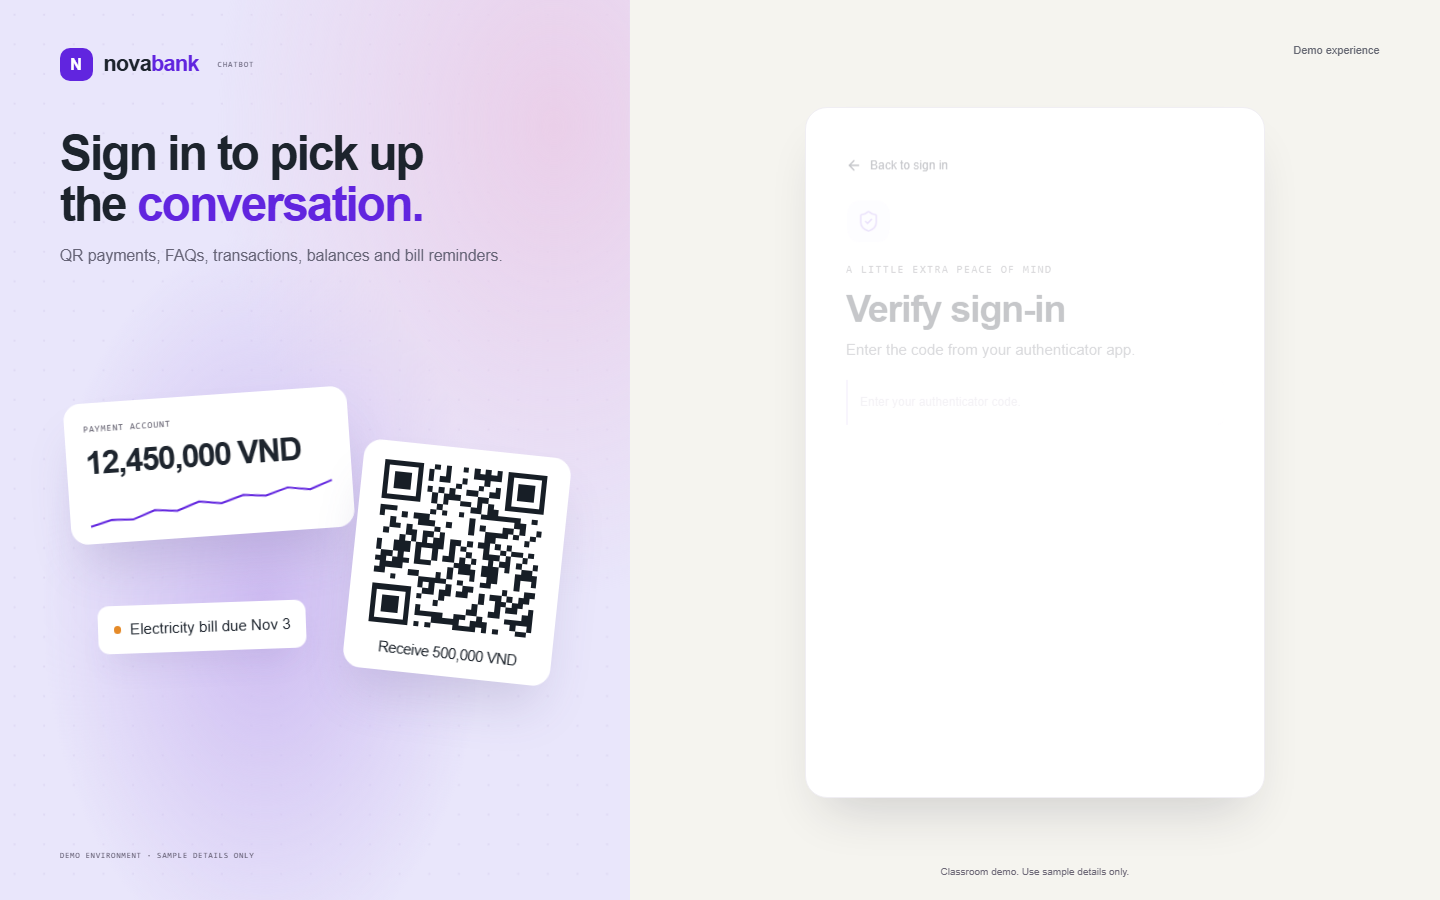 N novabank CHATBOT
Sign in to pick up
the conversation.
QR payments, FAQs, transactions, balances and bill reminders.
PAYMENT ACCOUNT
12,450,000 VND
Electricity bill due Nov 3
Receive 500,000 VND
DEMO ENVIRONMENT · SAMPLE DETAILS ONLY
Demo experience
Back to sign in
A LITTLE EXTRA PEACE OF MIND
Verify sign-in
Enter the code from your authenticator app.
Enter your authenticator code.
Classroom demo. Use sample details only.